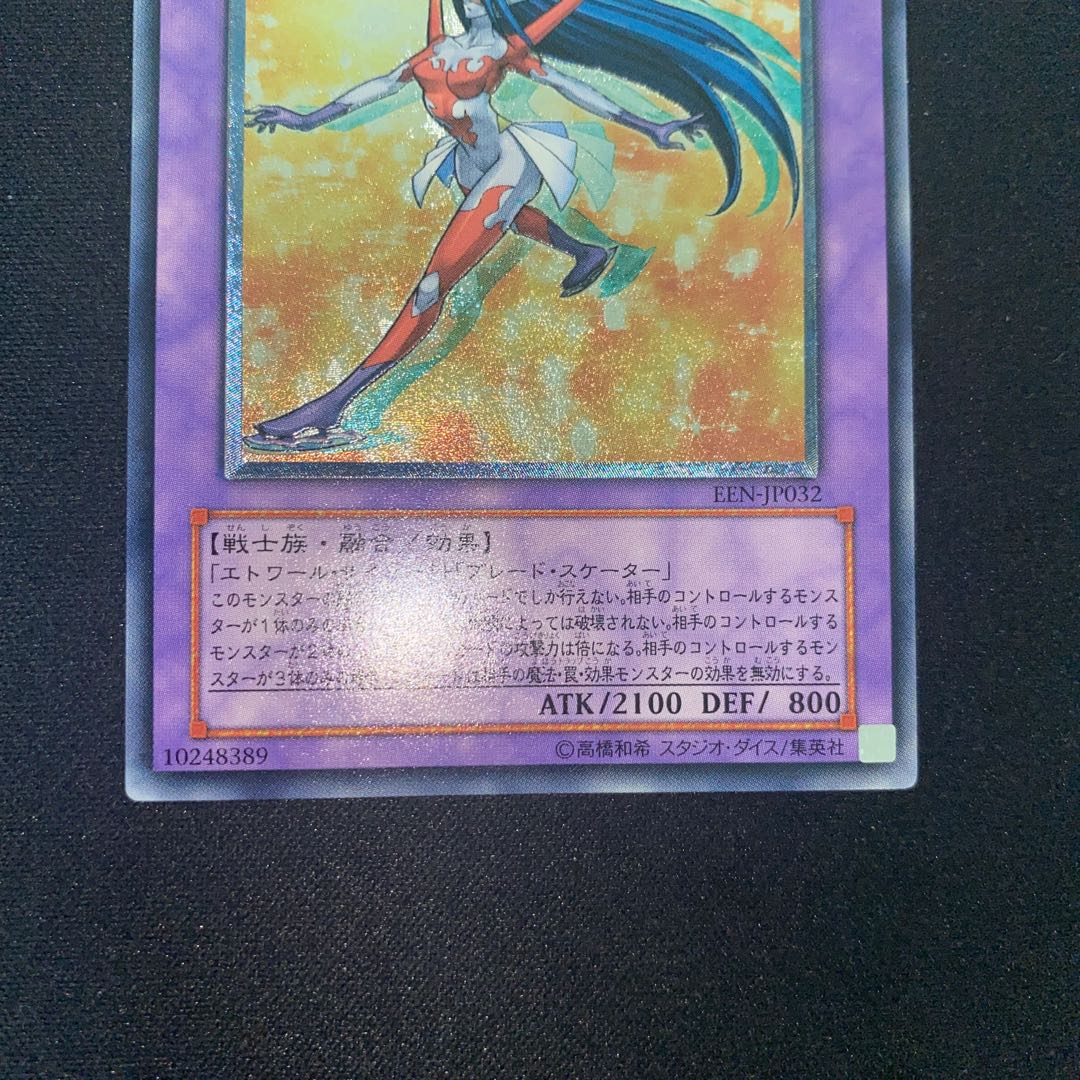 EEN-JP032
【戦士族・融合／効果】
「エトワール・サイバー」＋「ブレード・スケーター」
このモンスターの でしか行えない。相手のコントロールするモンス
ターが1体のみの によっては破壊されない。相手のコントロールする
モンスターが2 の攻撃力は倍になる。相手のコントロールするモン
スターが3体のみの は相手の魔法・罠・効果モンスターの効果を無効にする。
ATK/2100 DEF/ 800
10248389 ©高橋和希 スタジオ・ダイス/集英社